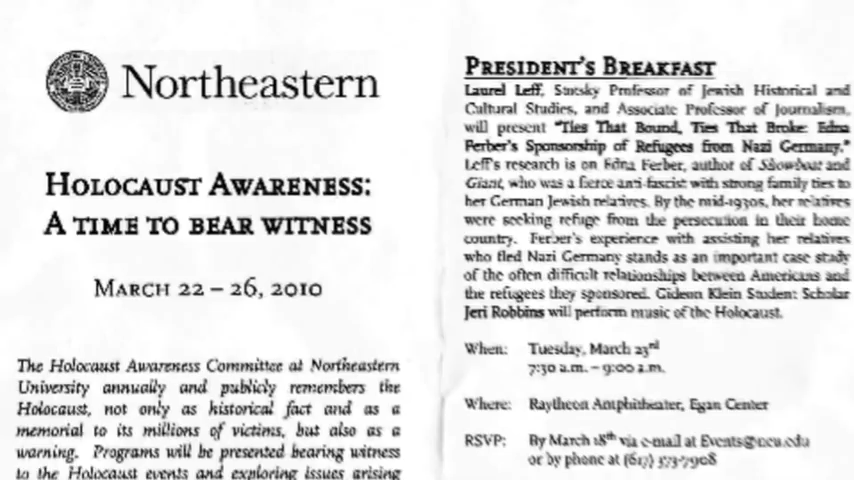 Northeastern
HOLOCAUST AWARENESS:
A TIME TO BEAR WITNESS
MARCH 22 – 26, 2010
The Holocaust Awareness Committee at Northeastern
University annually and publicly remembers the
Holocaust, not only as historical fact and as a
memorial to its millions of victims, but also as a
warning. Programs will be presented bearing witness
to the Holocaust events and exploring issues arising
PRESIDENT'S BREAKFAST
Laurel Leff, Stotsky Professor of Jewish Historical and
Cultural Studies, and Associate Professor of Journalism,
will present "Ties That Bound, Ties That Broke: Edna
Ferber's Sponsorship of Refugees from Nazi Germany."
Leff's research is on Edna Ferber, author of Showboat and
Giant, who was a fierce anti-fascist with strong family ties to
her German Jewish relatives. By the mid-1930s, her relatives
were seeking refuge from the persecution in their home
country. Ferber's experience with assisting her relatives
who fled Nazi Germany stands as an important case study
of the often difficult relationships between Americans and
the refugees they sponsored. Gideon Klein Student Scholar
Jeri Robbins will perform music of the Holocaust.
When: Tuesday, March 23rd
7:30 a.m. – 9:00 a.m.
Where: Raytheon Amphitheater, Egan Center
RSVP: By March 18th via e-mail at Events@neu.edu
or by phone at (617) 373-7908